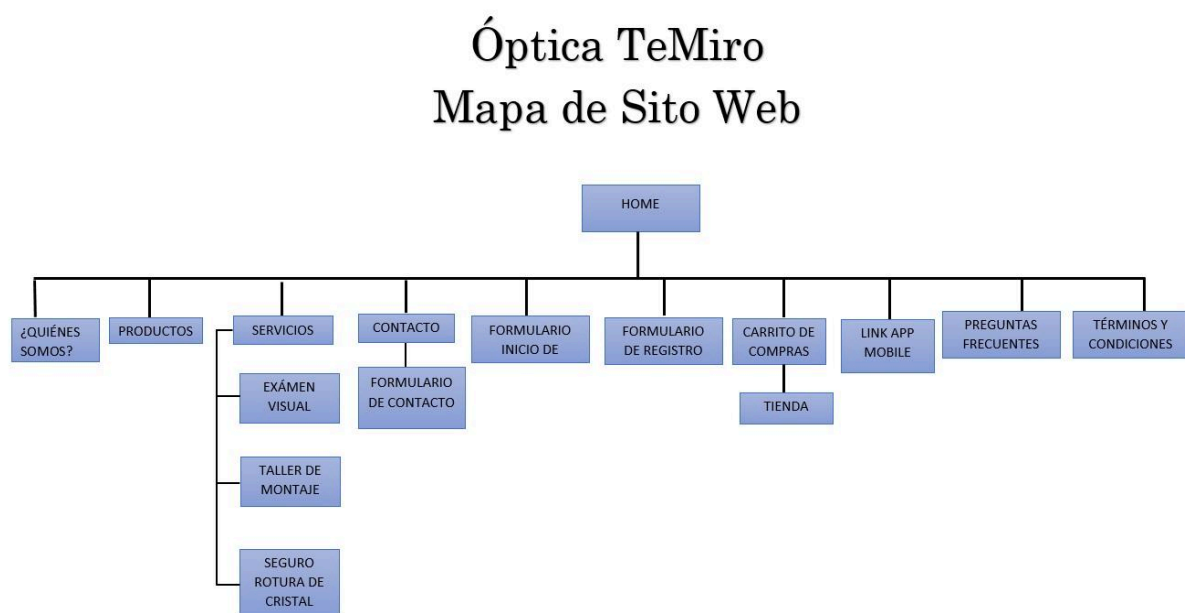 Óptica TeMiro
Mapa de Sito Web
HOME
¿QUIÉNES
SOMOS?
PRODUCTOS
SERVICIOS
EXÁMEN
VISUAL
TALLER DE
MONTAJE
SEGURO
ROTURA DE
CRISTAL
CONTACTO
FORMULARIO
DE CONTACTO
FORMULARIO
INICIO DE
FORMULARIO
DE REGISTRO
CARRITO DE
COMPRAS
TIENDA
LINK APP
MOBILE
PREGUNTAS
FRECUENTES
TÉRMINOS Y
CONDICIONES